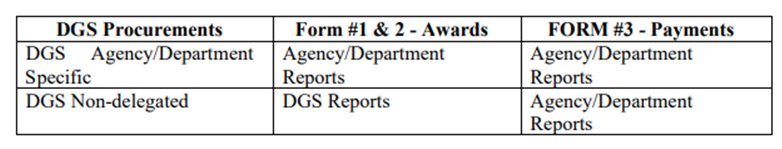 DGS Procurements Form #1 & 2 - Awards FORM #3 - Payments
DGS Agency/Department Agency/Department Agency/Department
Specific Reports Reports
DGS Non-delegated DGS Reports Agency/Department
Reports